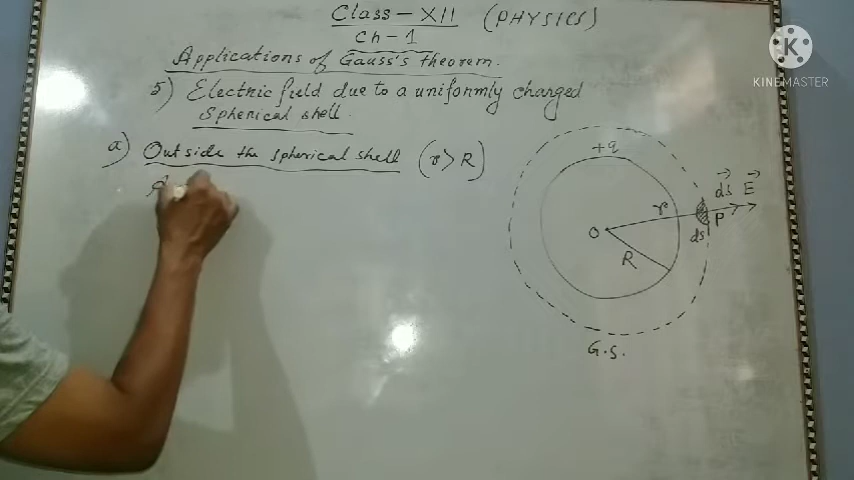 Class - XII (PHYSICS)
Ch - 1
Applications of Gauss's theorem.
5) Electric field due to a uniformly charged
spherical shell.
a) Outside the spherical shell (r > R)
+q
O
r
R
ds
P
ds E
G.S.
K
KINEMASTER